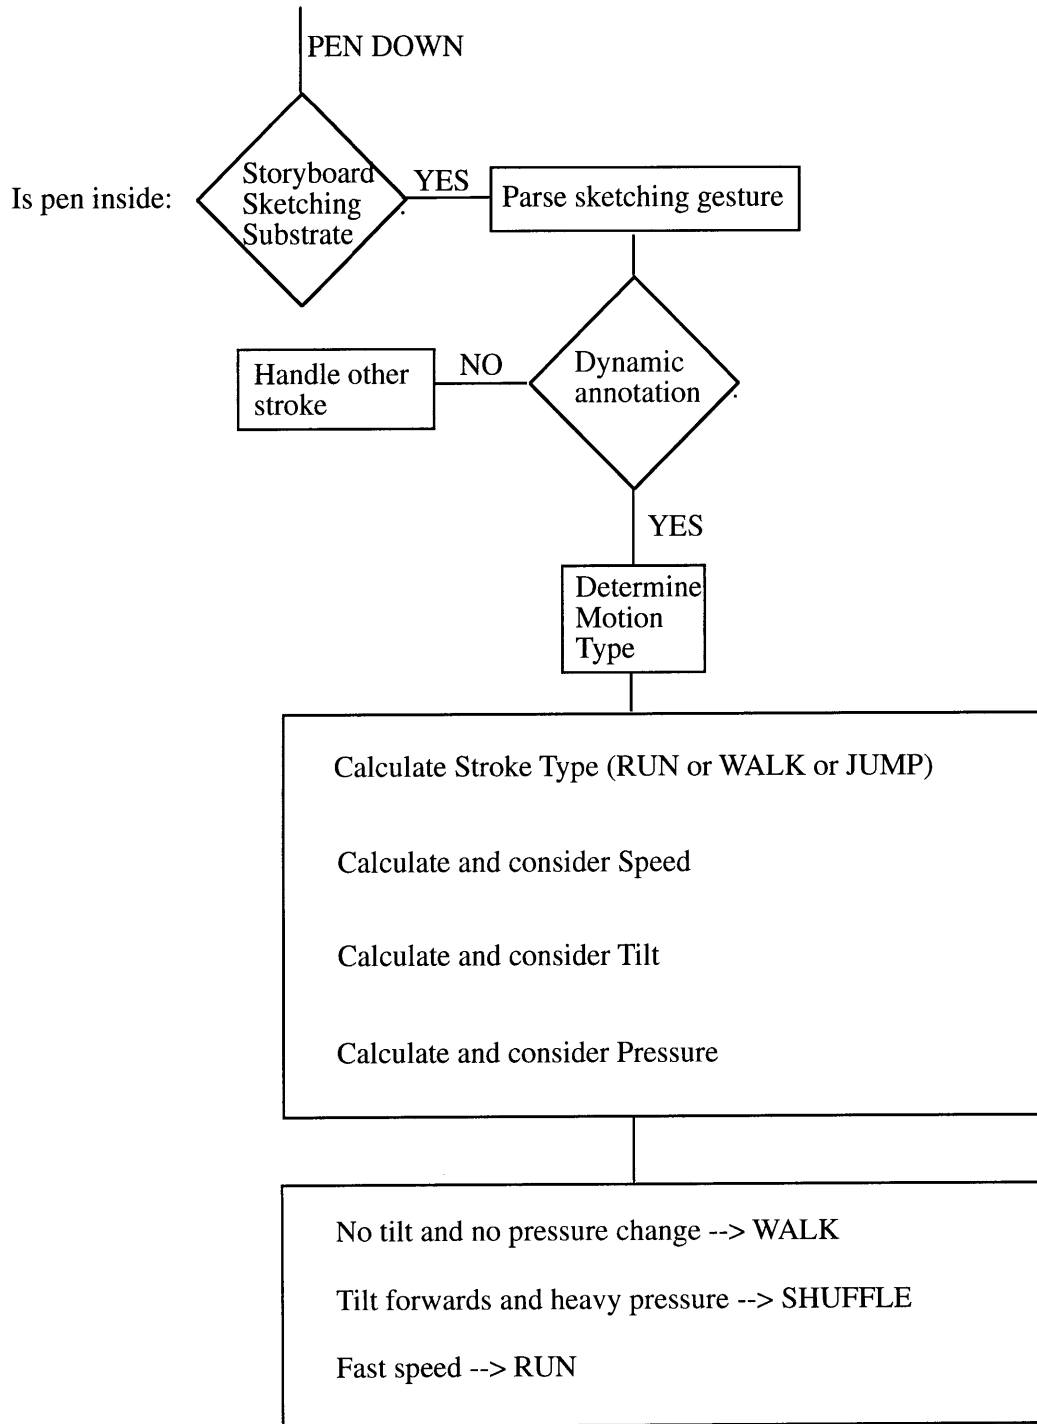 PEN DOWN
Is pen inside:
Storyboard
Sketching
Substrate
YES
Parse sketching gesture
Dynamic
annotation
NO
Handle other
stroke
YES
Determine
Motion
Type
Calculate Stroke Type (RUN or WALK or JUMP)
Calculate and consider Speed
Calculate and consider Tilt
Calculate and consider Pressure
No tilt and no pressure change --> WALK
Tilt forwards and heavy pressure --> SHUFFLE
Fast speed --> RUN